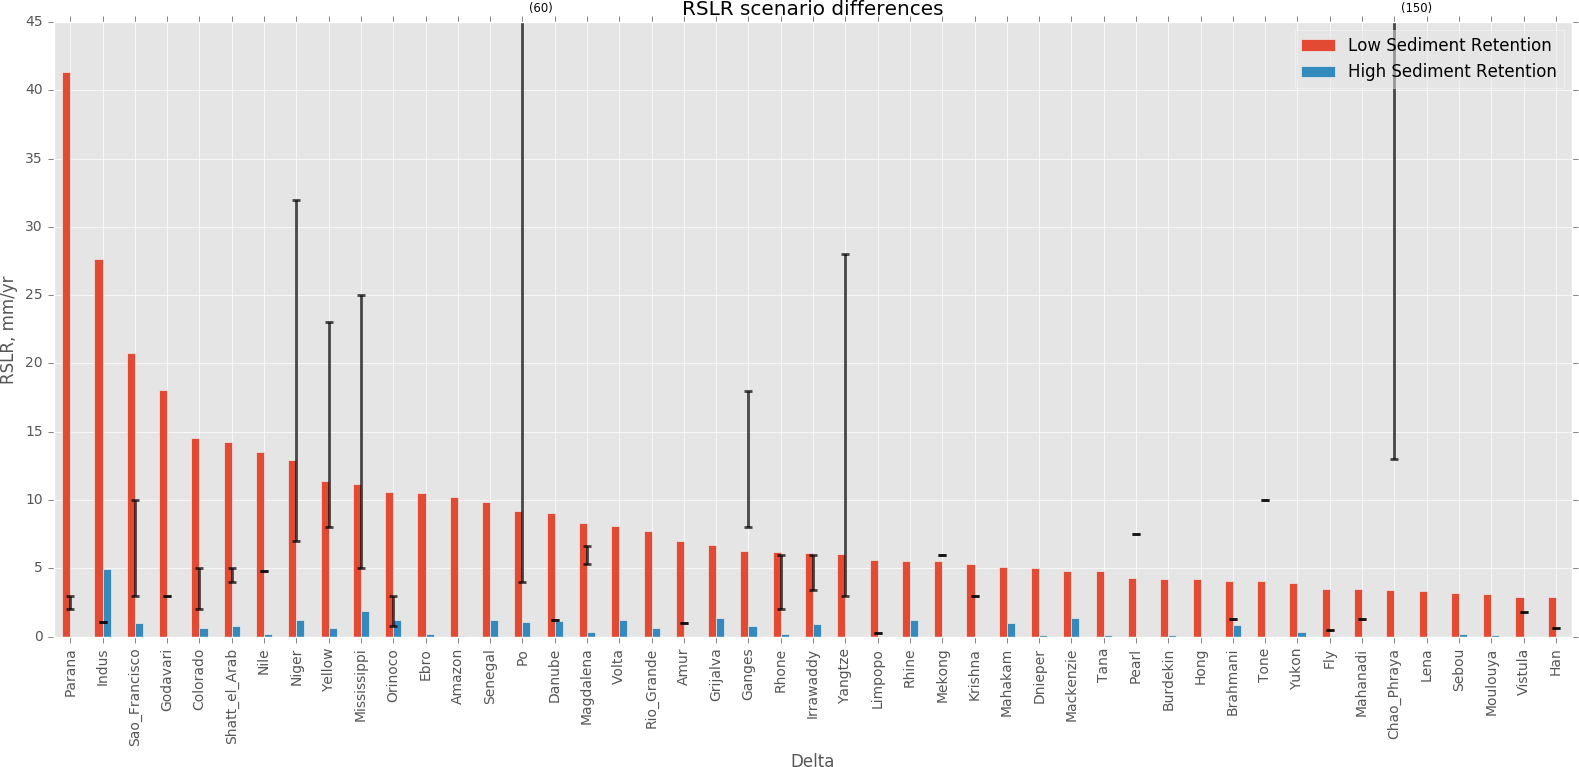 (60)
RSLR scenario differences
(150)
Low Sediment Retention
High Sediment Retention
45
40
35
30
25
20
15
10
5
0
RSLR, mm/yr
Parana
Indus
Sao_Francisco
Godavari
Colorado
Shatt_el_Arab
Nile
Niger
Yellow
Mississippi
Orinoco
Ebro
Amazon
Senegal
Po
Danube
Magdalena
Volta
Rio_Grande
Amur
Grijalva
Ganges
Rhone
Irrawaddy
Yangtze
Limpopo
Rhine
Mekong
Krishna
Mahakam
Dnieper
Mackenzie
Tana
Pearl
Burdekin
Hong
Brahmani
Tone
Yukon
Fly
Mahanadi
Chao_Phraya
Lena
Sebou
Moulouya
Vistula
Han
Delta